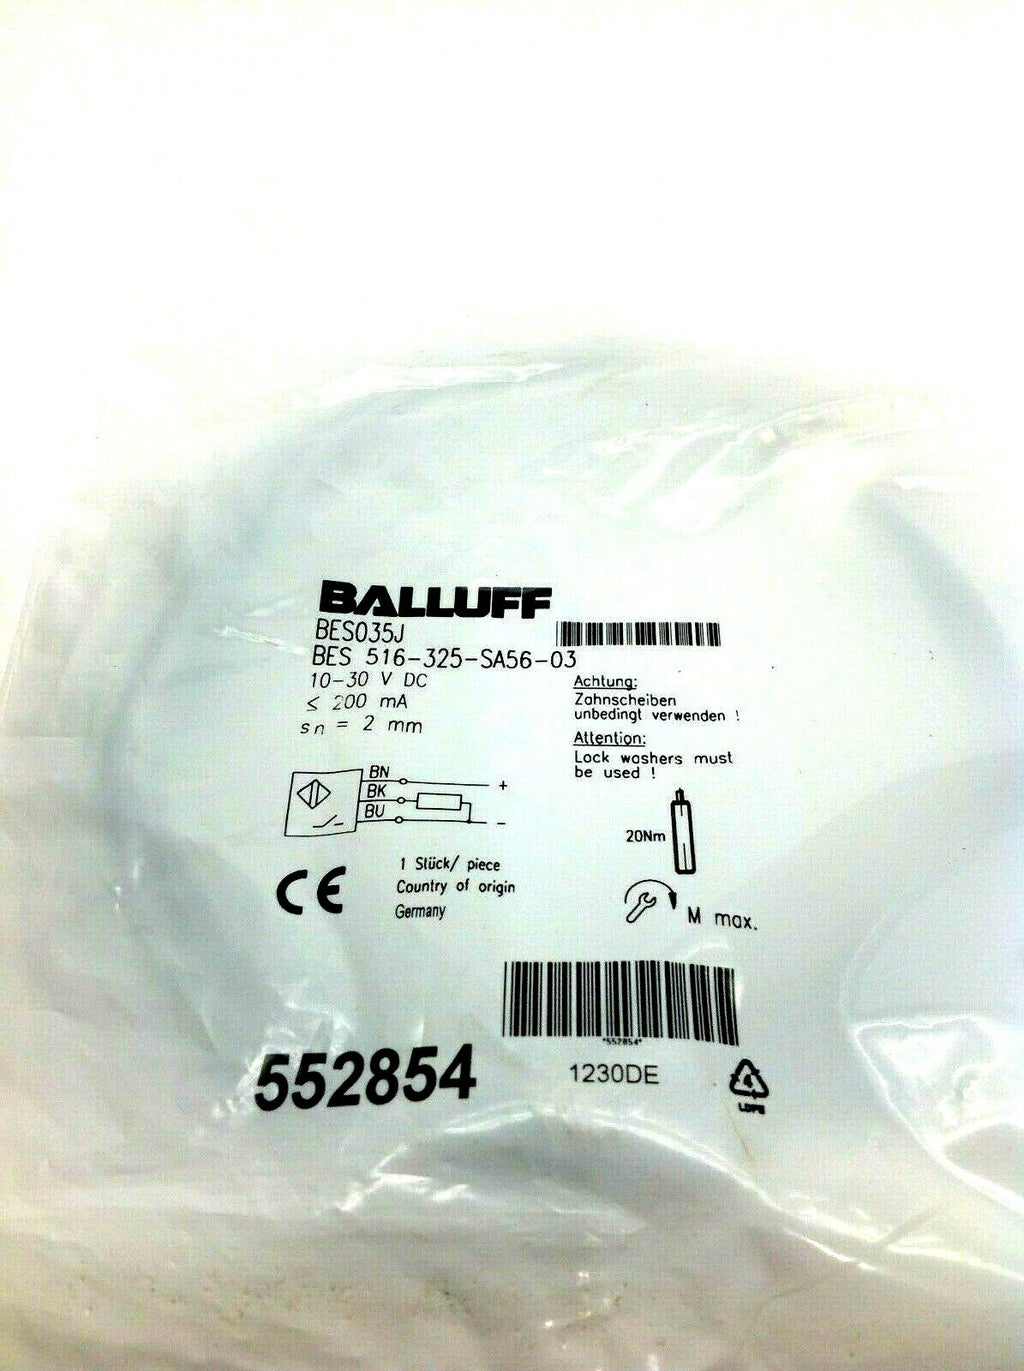 BALLUFF
BES035J
BES 516-325-SA56-03
10-30 V DC
≤ 200 mA
sn = 2 mm
Achtung:
Zahnscheiben
unbedingt verwenden !
Attention:
Lock washers must
be used !
BN
+
BK
BU
-
20Nm
M max.
CE
1 Stück/ piece
Country of origin
Germany
*552854*
552854
1230DE
4
LDPE